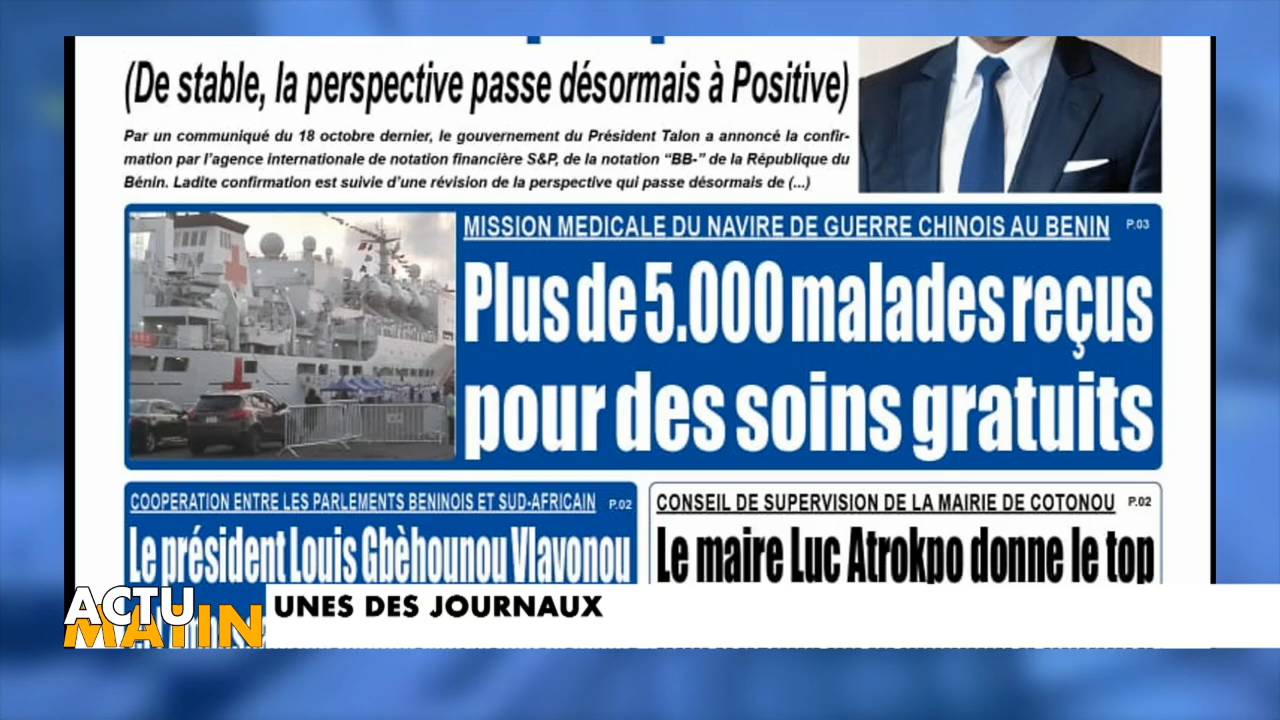 (De stable, la perspective passe désormais à Positive)
Par un communiqué du 18 octobre dernier, le gouvernement du Président Talon a annoncé la confir-
mation par l'agence internationale de notation financière S&P, de la notation "BB-" de la République du
Bénin. Ladite confirmation est suivie d'une révision de la perspective qui passe désormais de (...)
MISSION MEDICALE DU NAVIRE DE GUERRE CHINOIS AU BENIN P.03
Plus de 5.000 malades reçus
pour des soins gratuits
COOPERATION ENTRE LES PARLEMENTS BENINOIS ET SUD-AFRICAIN P.02
Le président Louis Gbèhounou Vlavonou
CONSEIL DE SUPERVISION DE LA MAIRIE DE COTONOU P.02
Le maire Luc Atrokpo donne le top
ACTU
MATIN
UNES DES JOURNAUX